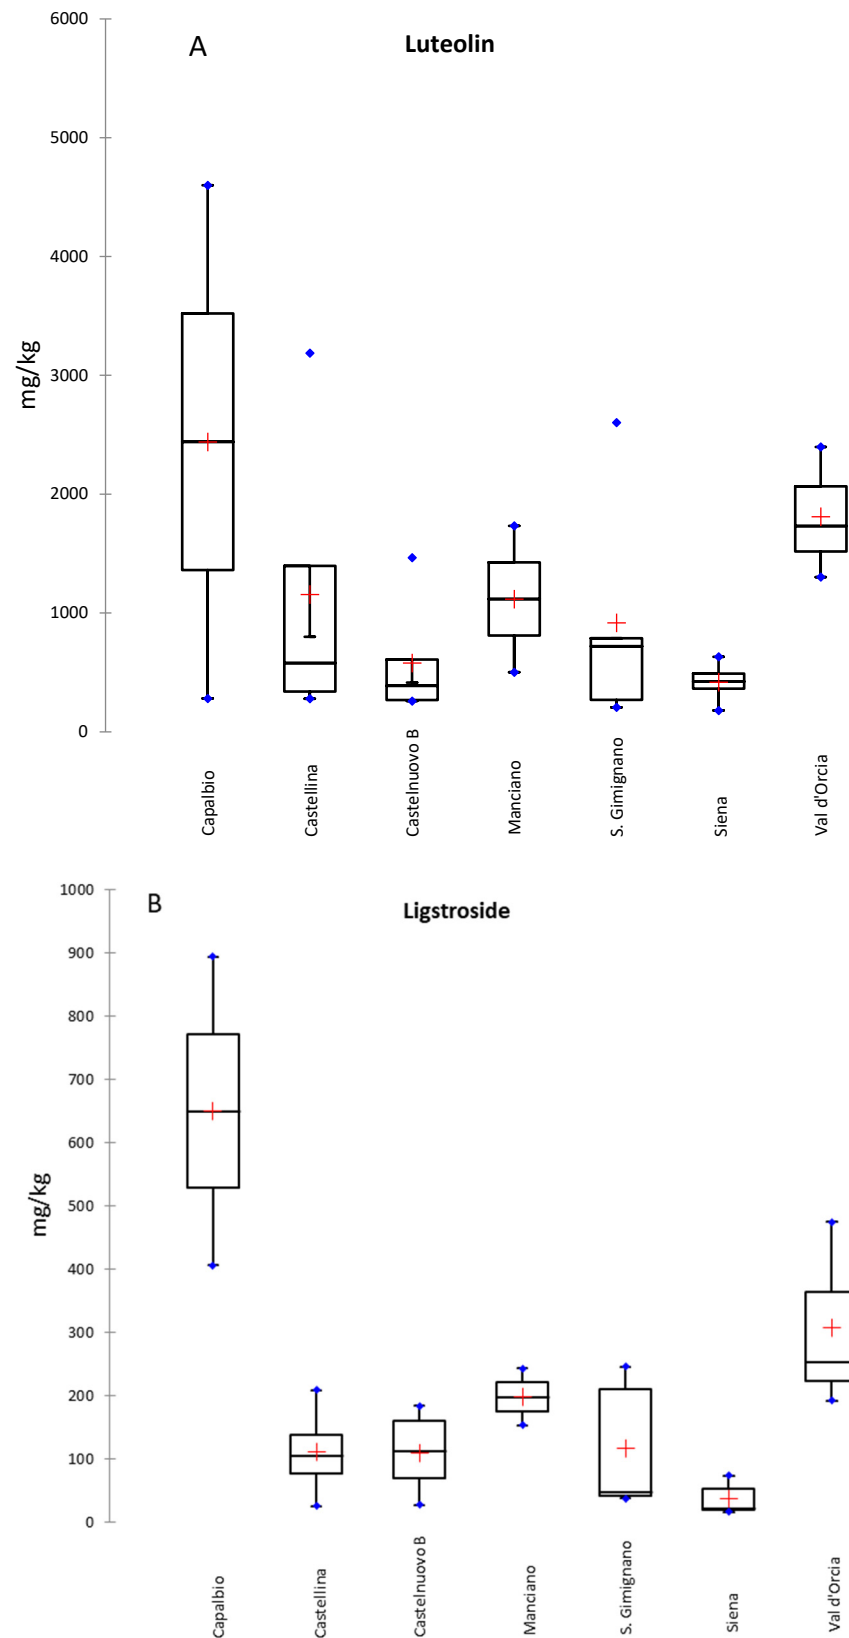 A
Luteolin
mg/kg
6000
5000
4000
3000
2000
1000
0
Capalbio
Castellina
Castelnuovo B
Manciano
S. Gimignano
Siena
Val d'Orcia
B
Ligstroside
mg/kg
1000
900
800
700
600
500
400
300
200
100
0
Capalbio
Castellina
Castelnuovo B
Manciano
S. Gimignano
Siena
Val d'Orcia